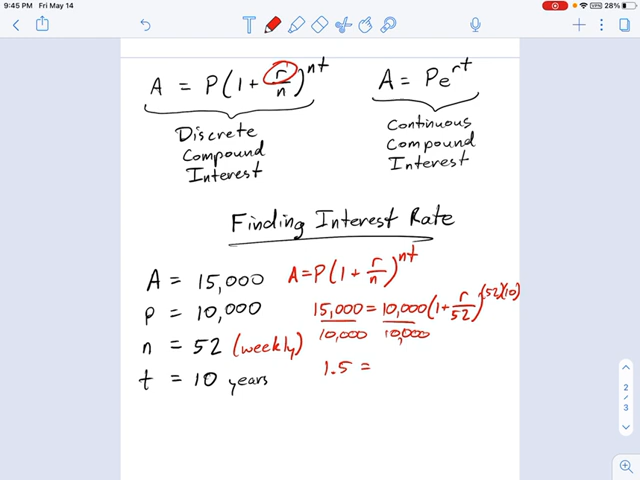 9:45 PM Fri May 14
28%
T
A = P(1 + r/n)^nt
A = Pe^rt
Discrete
Compound
Interest
Continuous
Compound
Interest
Finding Interest Rate
A = 15,000
A = P(1 + r/n)^nt
P = 10,000
15,000 = 10,000(1 + r/52)^(52)(10)
10,000 10,000
n = 52 (weekly)
1.5 =
t = 10 years
2
/
3